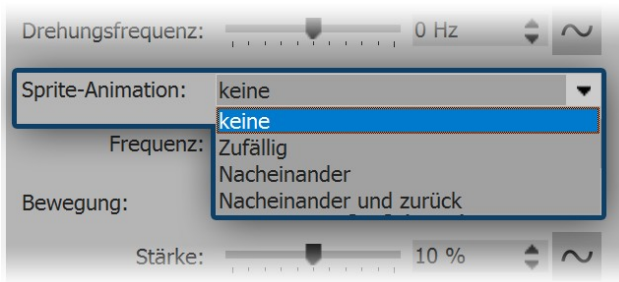 Drehungsfrequenz: 0 Hz
Sprite-Animation: keine
keine
Frequenz: Zufällig
Nacheinander
Bewegung: Nacheinander und zurück
Stärke: 10 %